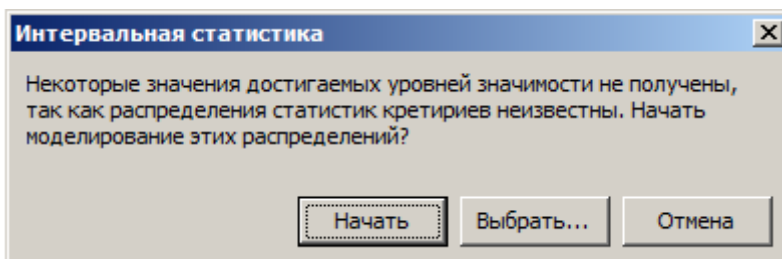 Интервальная статистика
Некоторые значения достигаемых уровней значимости не получены,
так как распределения статистик кретириев неизвестны. Начать
моделирование этих распределений?
Начать Выбрать... Отмена